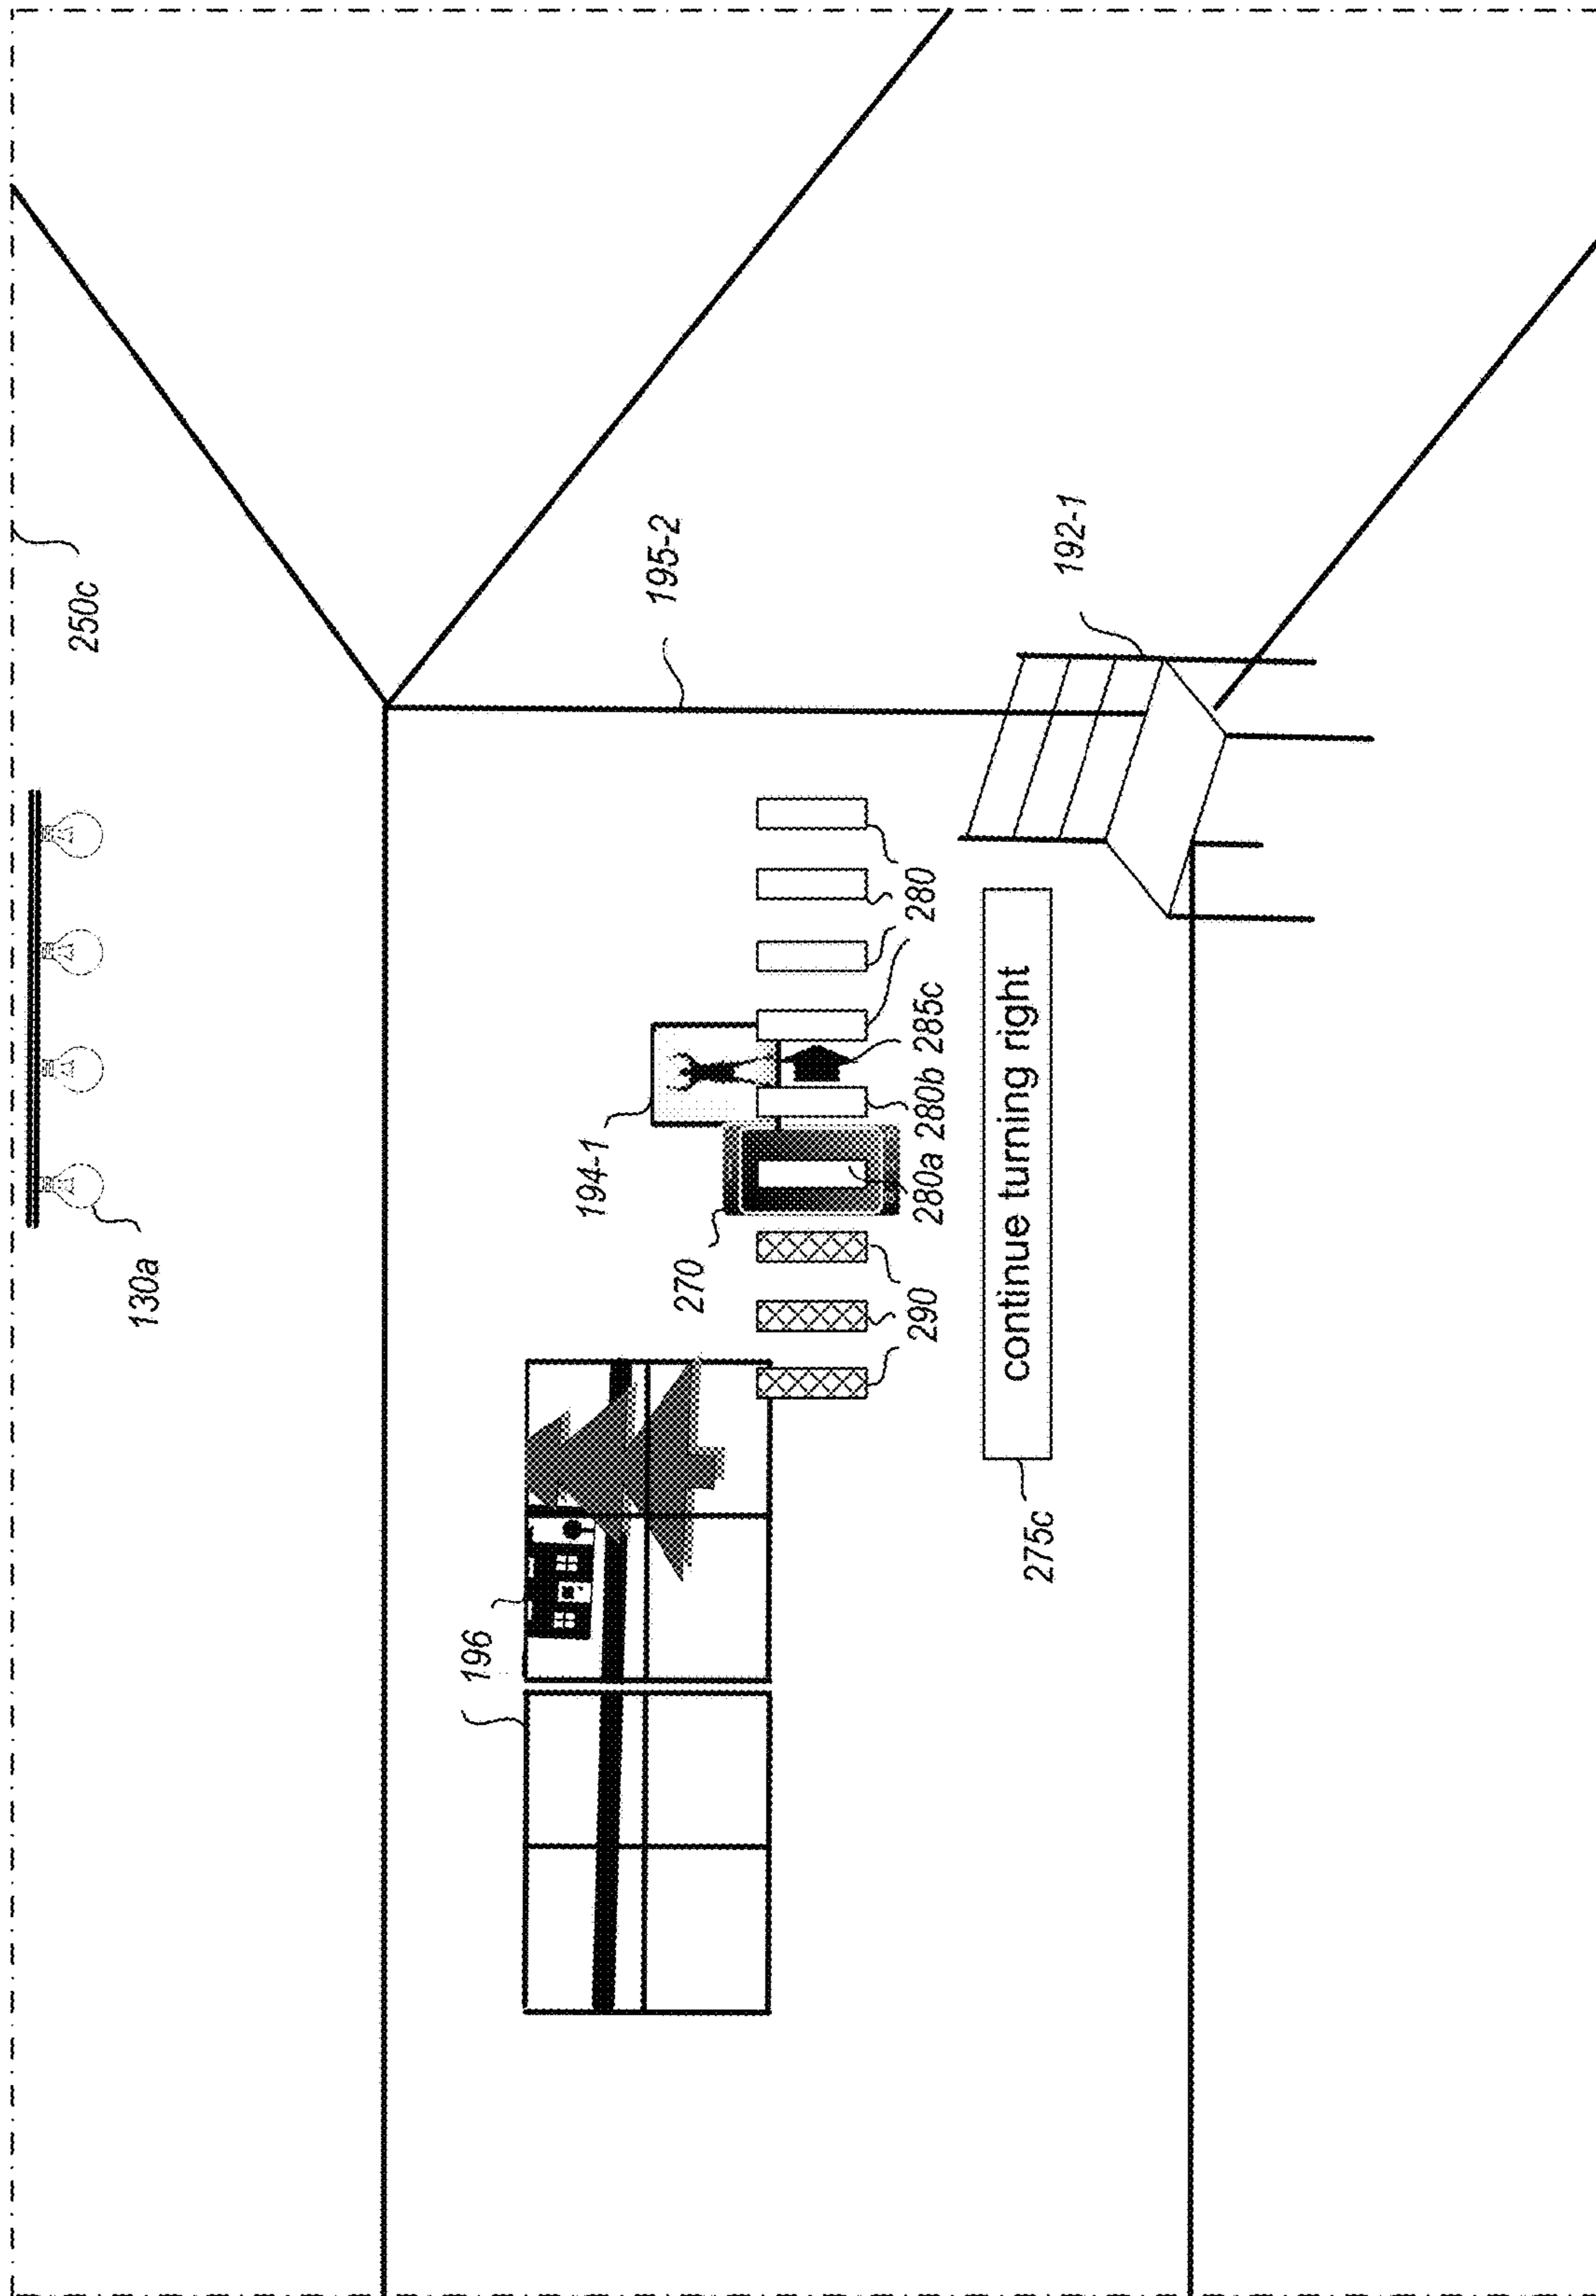 250c
130a
196
194-1
195-2
270
290
280a
280b
285c
280
275c
continue turning right
192-1